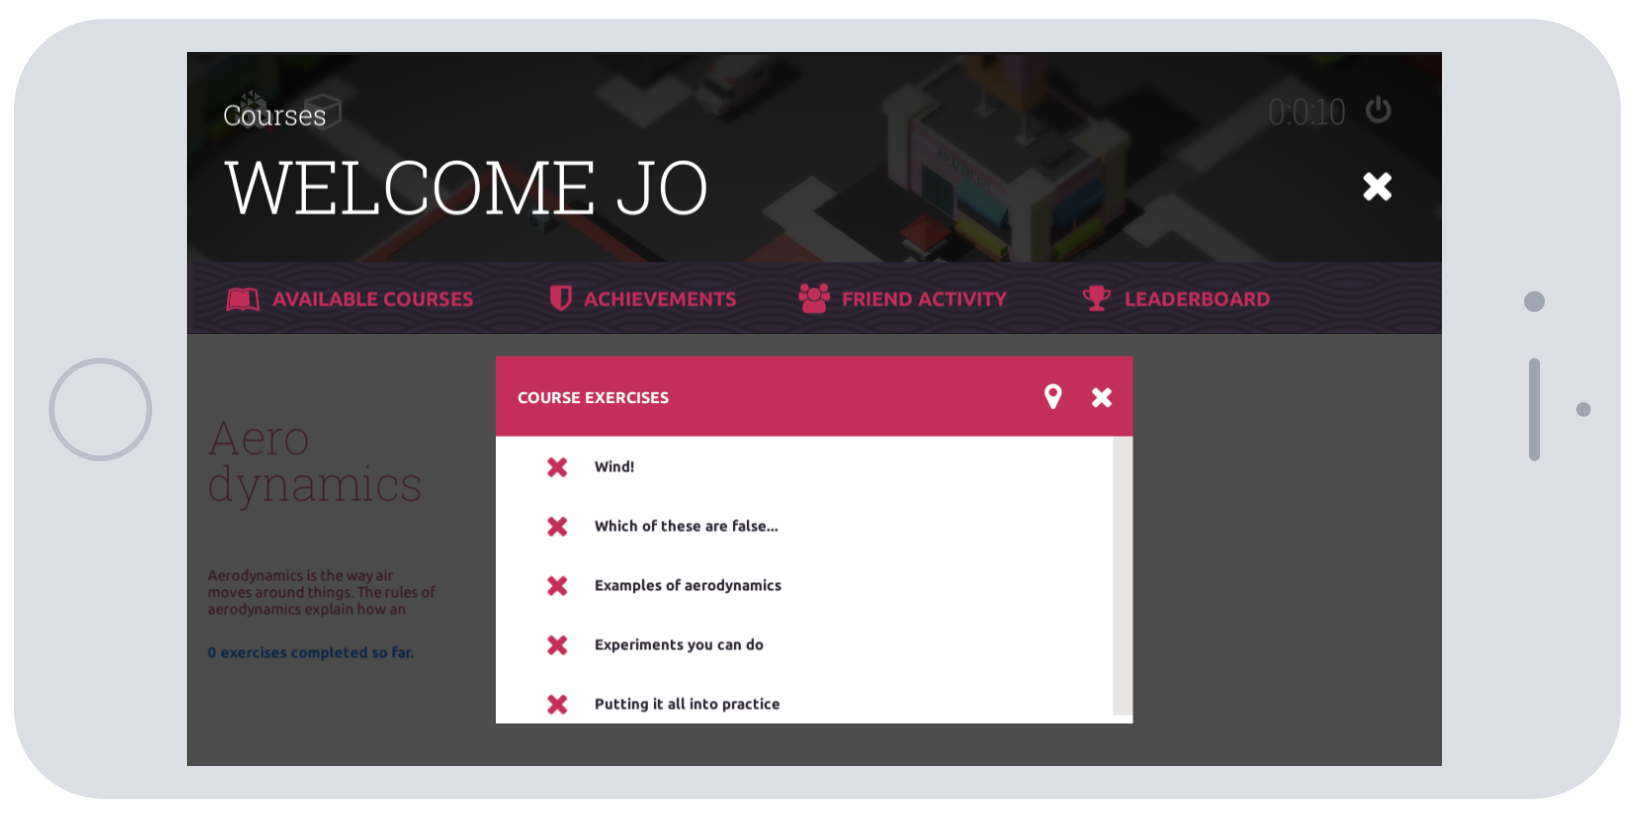 Courses
0:0:10
WELCOME JO
AVAILABLE COURSES
ACHIEVEMENTS
FRIEND ACTIVITY
LEADERBOARD
Aero
dynamics
Aerodynamics is the way air
moves around things. The rules of
aerodynamics explain how an
0 exercises completed so far.
COURSE EXERCISES
Wind!
Which of these are false...
Examples of aerodynamics
Experiments you can do
Putting it all into practice